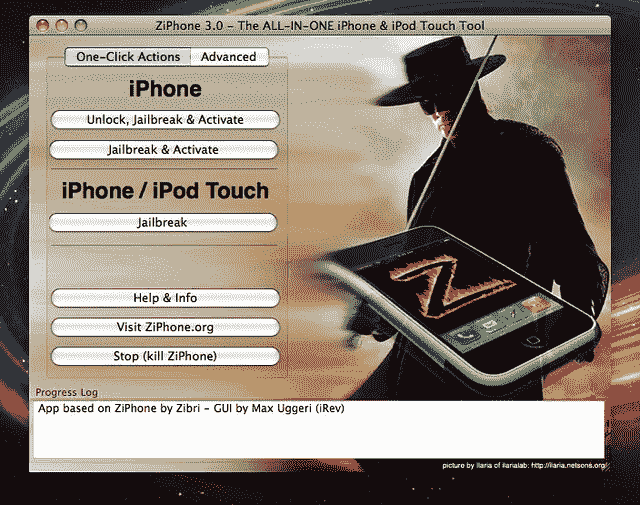 ZiPhone 3.0 - The ALL-IN-ONE iPhone & iPod Touch Tool
One-Click Actions Advanced
iPhone
Unlock, Jailbreak & Activate
Jailbreak & Activate
iPhone / iPod Touch
Jailbreak
Z
Help & Info
Visit ZiPhone.org
Stop (kill ZiPhone)
Progress Log
App based on ZiPhone by Zibri - GUI by Max Uggeri (iRev)
picture by Ilaria of ilarialab: http://ilaria.netsons.org/